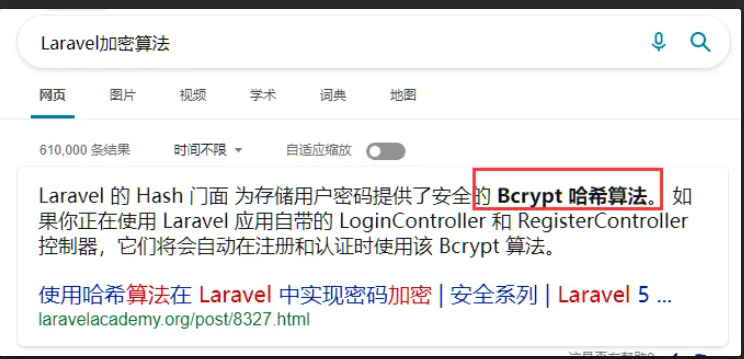 Laravel加密算法
网页 图片 视频 学术 词典 地图
610,000 条结果 时间不限 自适应缩放
Laravel 的 Hash 门面 为存储用户密码提供了安全的 Bcrypt 哈希算法。如
果你正在使用 Laravel 应用自带的 LoginController 和 RegisterController
控制器，它们将会自动在注册和认证时使用该 Bcrypt 算法。
使用哈希算法在 Laravel 中实现密码加密 | 安全系列 | Laravel 5 ...
laravelacademy.org/post/8327.html